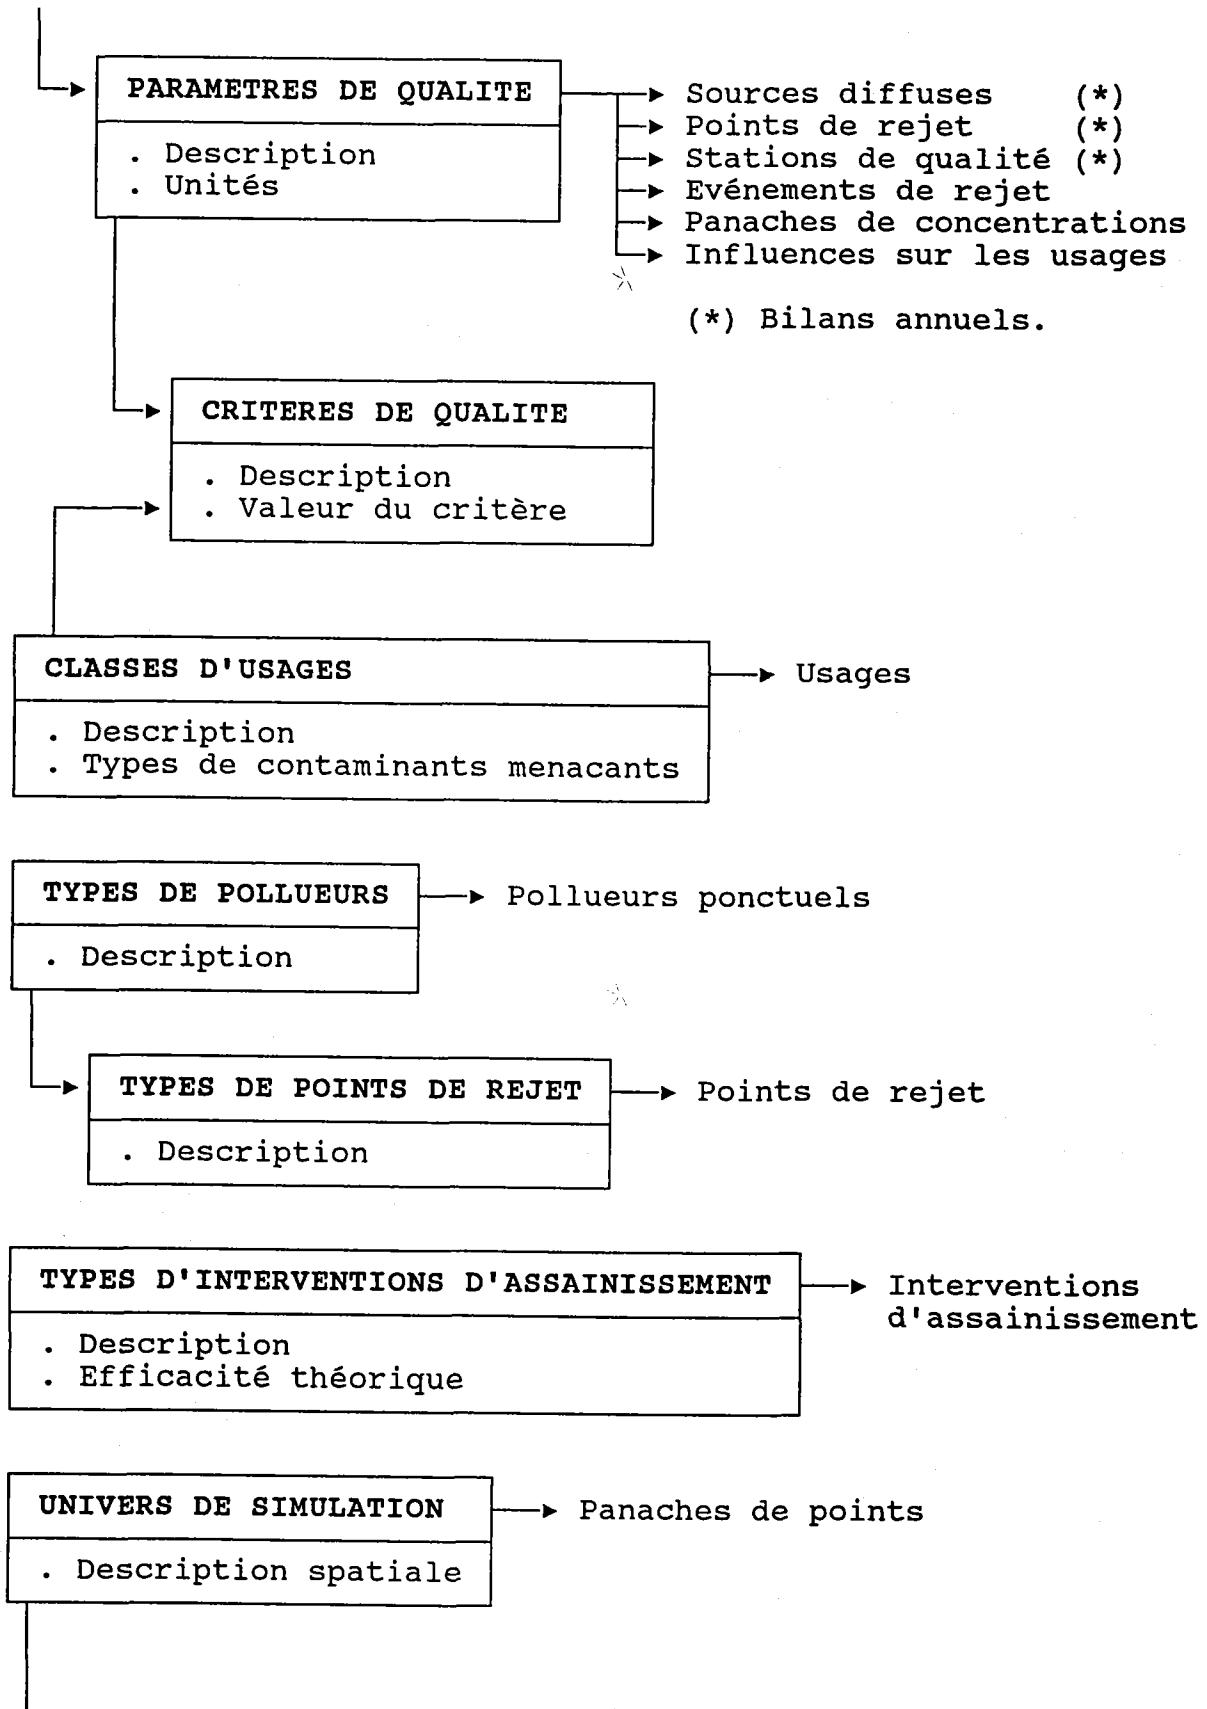 PARAMETRES DE QUALITE
. Description
. Unités
Sources diffuses (*)
Points de rejet (*)
Stations de qualité (*)
Evénements de rejet
Panaches de concentrations
Influences sur les usages
(*) Bilans annuels.
CRITERES DE QUALITE
. Description
. Valeur du critère
CLASSES D'USAGES
Usages
. Description
. Types de contaminants menacants
TYPES DE POLLUEURS
Pollueurs ponctuels
. Description
TYPES DE POINTS DE REJET
Points de rejet
. Description
TYPES D'INTERVENTIONS D'ASSAINISSEMENT
Interventions
d'assainissement
. Description
. Efficacité théorique
UNIVERS DE SIMULATION
Panaches de points
. Description spatiale